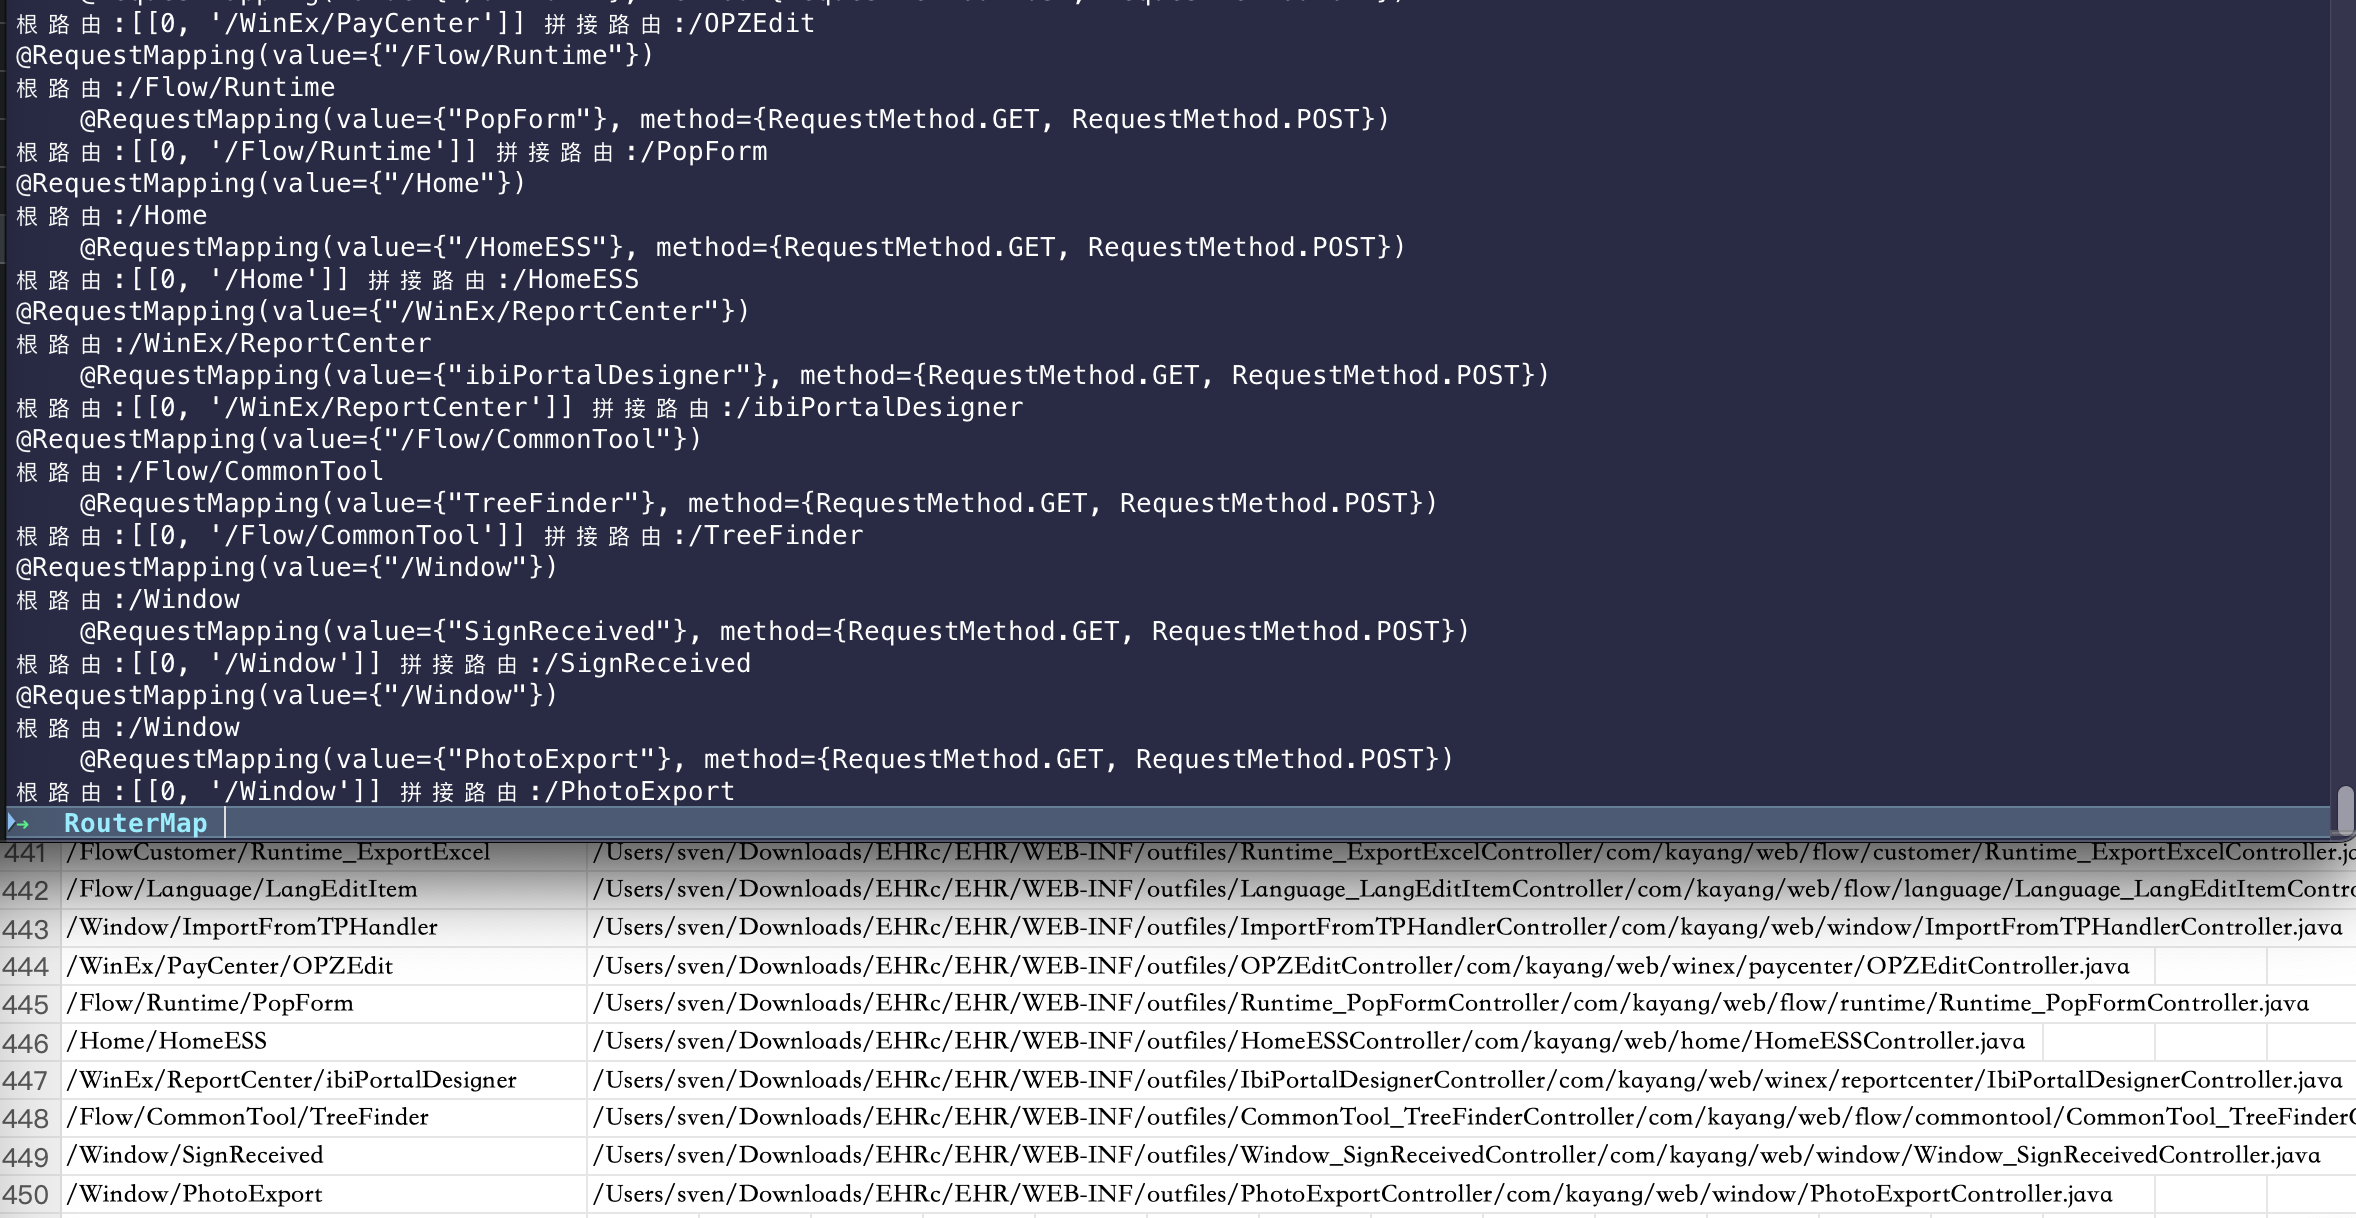 根路由:[[0, '/WinEx/PayCenter']] 拼接路由:/OPZEdit
@RequestMapping(value={"/Flow/Runtime"})
根路由:/Flow/Runtime
    @RequestMapping(value={"PopForm"}, method={RequestMethod.GET, RequestMethod.POST})
根路由:[[0, '/Flow/Runtime']] 拼接路由:/PopForm
@RequestMapping(value={"/Home"})
根路由:/Home
    @RequestMapping(value={"/HomeESS"}, method={RequestMethod.GET, RequestMethod.POST})
根路由:[[0, '/Home']] 拼接路由:/HomeESS
@RequestMapping(value={"/WinEx/ReportCenter"})
根路由:/WinEx/ReportCenter
    @RequestMapping(value={"ibiPortalDesigner"}, method={RequestMethod.GET, RequestMethod.POST})
根路由:[[0, '/WinEx/ReportCenter']] 拼接路由:/ibiPortalDesigner
@RequestMapping(value={"/Flow/CommonTool"})
根路由:/Flow/CommonTool
    @RequestMapping(value={"TreeFinder"}, method={RequestMethod.GET, RequestMethod.POST})
根路由:[[0, '/Flow/CommonTool']] 拼接路由:/TreeFinder
@RequestMapping(value={"/Window"})
根路由:/Window
    @RequestMapping(value={"SignReceived"}, method={RequestMethod.GET, RequestMethod.POST})
根路由:[[0, '/Window']] 拼接路由:/SignReceived
@RequestMapping(value={"/Window"})
根路由:/Window
    @RequestMapping(value={"PhotoExport"}, method={RequestMethod.GET, RequestMethod.POST})
根路由:[[0, '/Window']] 拼接路由:/PhotoExport
→ RouterMap
441 /FlowCustomer/Runtime_ExportExcel /Users/sven/Downloads/EHRc/EHR/WEB-INF/outfiles/Runtime_ExportExcelController/com/kayang/web/flow/customer/Runtime_ExportExcelController.ja
442 /Flow/Language/LangEditItem /Users/sven/Downloads/EHRc/EHR/WEB-INF/outfiles/Language_LangEditItemController/com/kayang/web/flow/language/Language_LangEditItemContro
443 /Window/ImportFromTPHandler /Users/sven/Downloads/EHRc/EHR/WEB-INF/outfiles/ImportFromTPHandlerController/com/kayang/web/window/ImportFromTPHandlerController.java
444 /WinEx/PayCenter/OPZEdit /Users/sven/Downloads/EHRc/EHR/WEB-INF/outfiles/OPZEditController/com/kayang/web/winex/paycenter/OPZEditController.java
445 /Flow/Runtime/PopForm /Users/sven/Downloads/EHRc/EHR/WEB-INF/outfiles/Runtime_PopFormController/com/kayang/web/flow/runtime/Runtime_PopFormController.java
446 /Home/HomeESS /Users/sven/Downloads/EHRc/EHR/WEB-INF/outfiles/HomeESSController/com/kayang/web/home/HomeESSController.java
447 /WinEx/ReportCenter/ibiPortalDesigner /Users/sven/Downloads/EHRc/EHR/WEB-INF/outfiles/IbiPortalDesignerController/com/kayang/web/winex/reportcenter/IbiPortalDesignerController.java
448 /Flow/CommonTool/TreeFinder /Users/sven/Downloads/EHRc/EHR/WEB-INF/outfiles/CommonTool_TreeFinderController/com/kayang/web/flow/commontool/CommonTool_TreeFinderC
449 /Window/SignReceived /Users/sven/Downloads/EHRc/EHR/WEB-INF/outfiles/Window_SignReceivedController/com/kayang/web/window/Window_SignReceivedController.java
450 /Window/PhotoExport /Users/sven/Downloads/EHRc/EHR/WEB-INF/outfiles/PhotoExportController/com/kayang/web/window/PhotoExportController.java